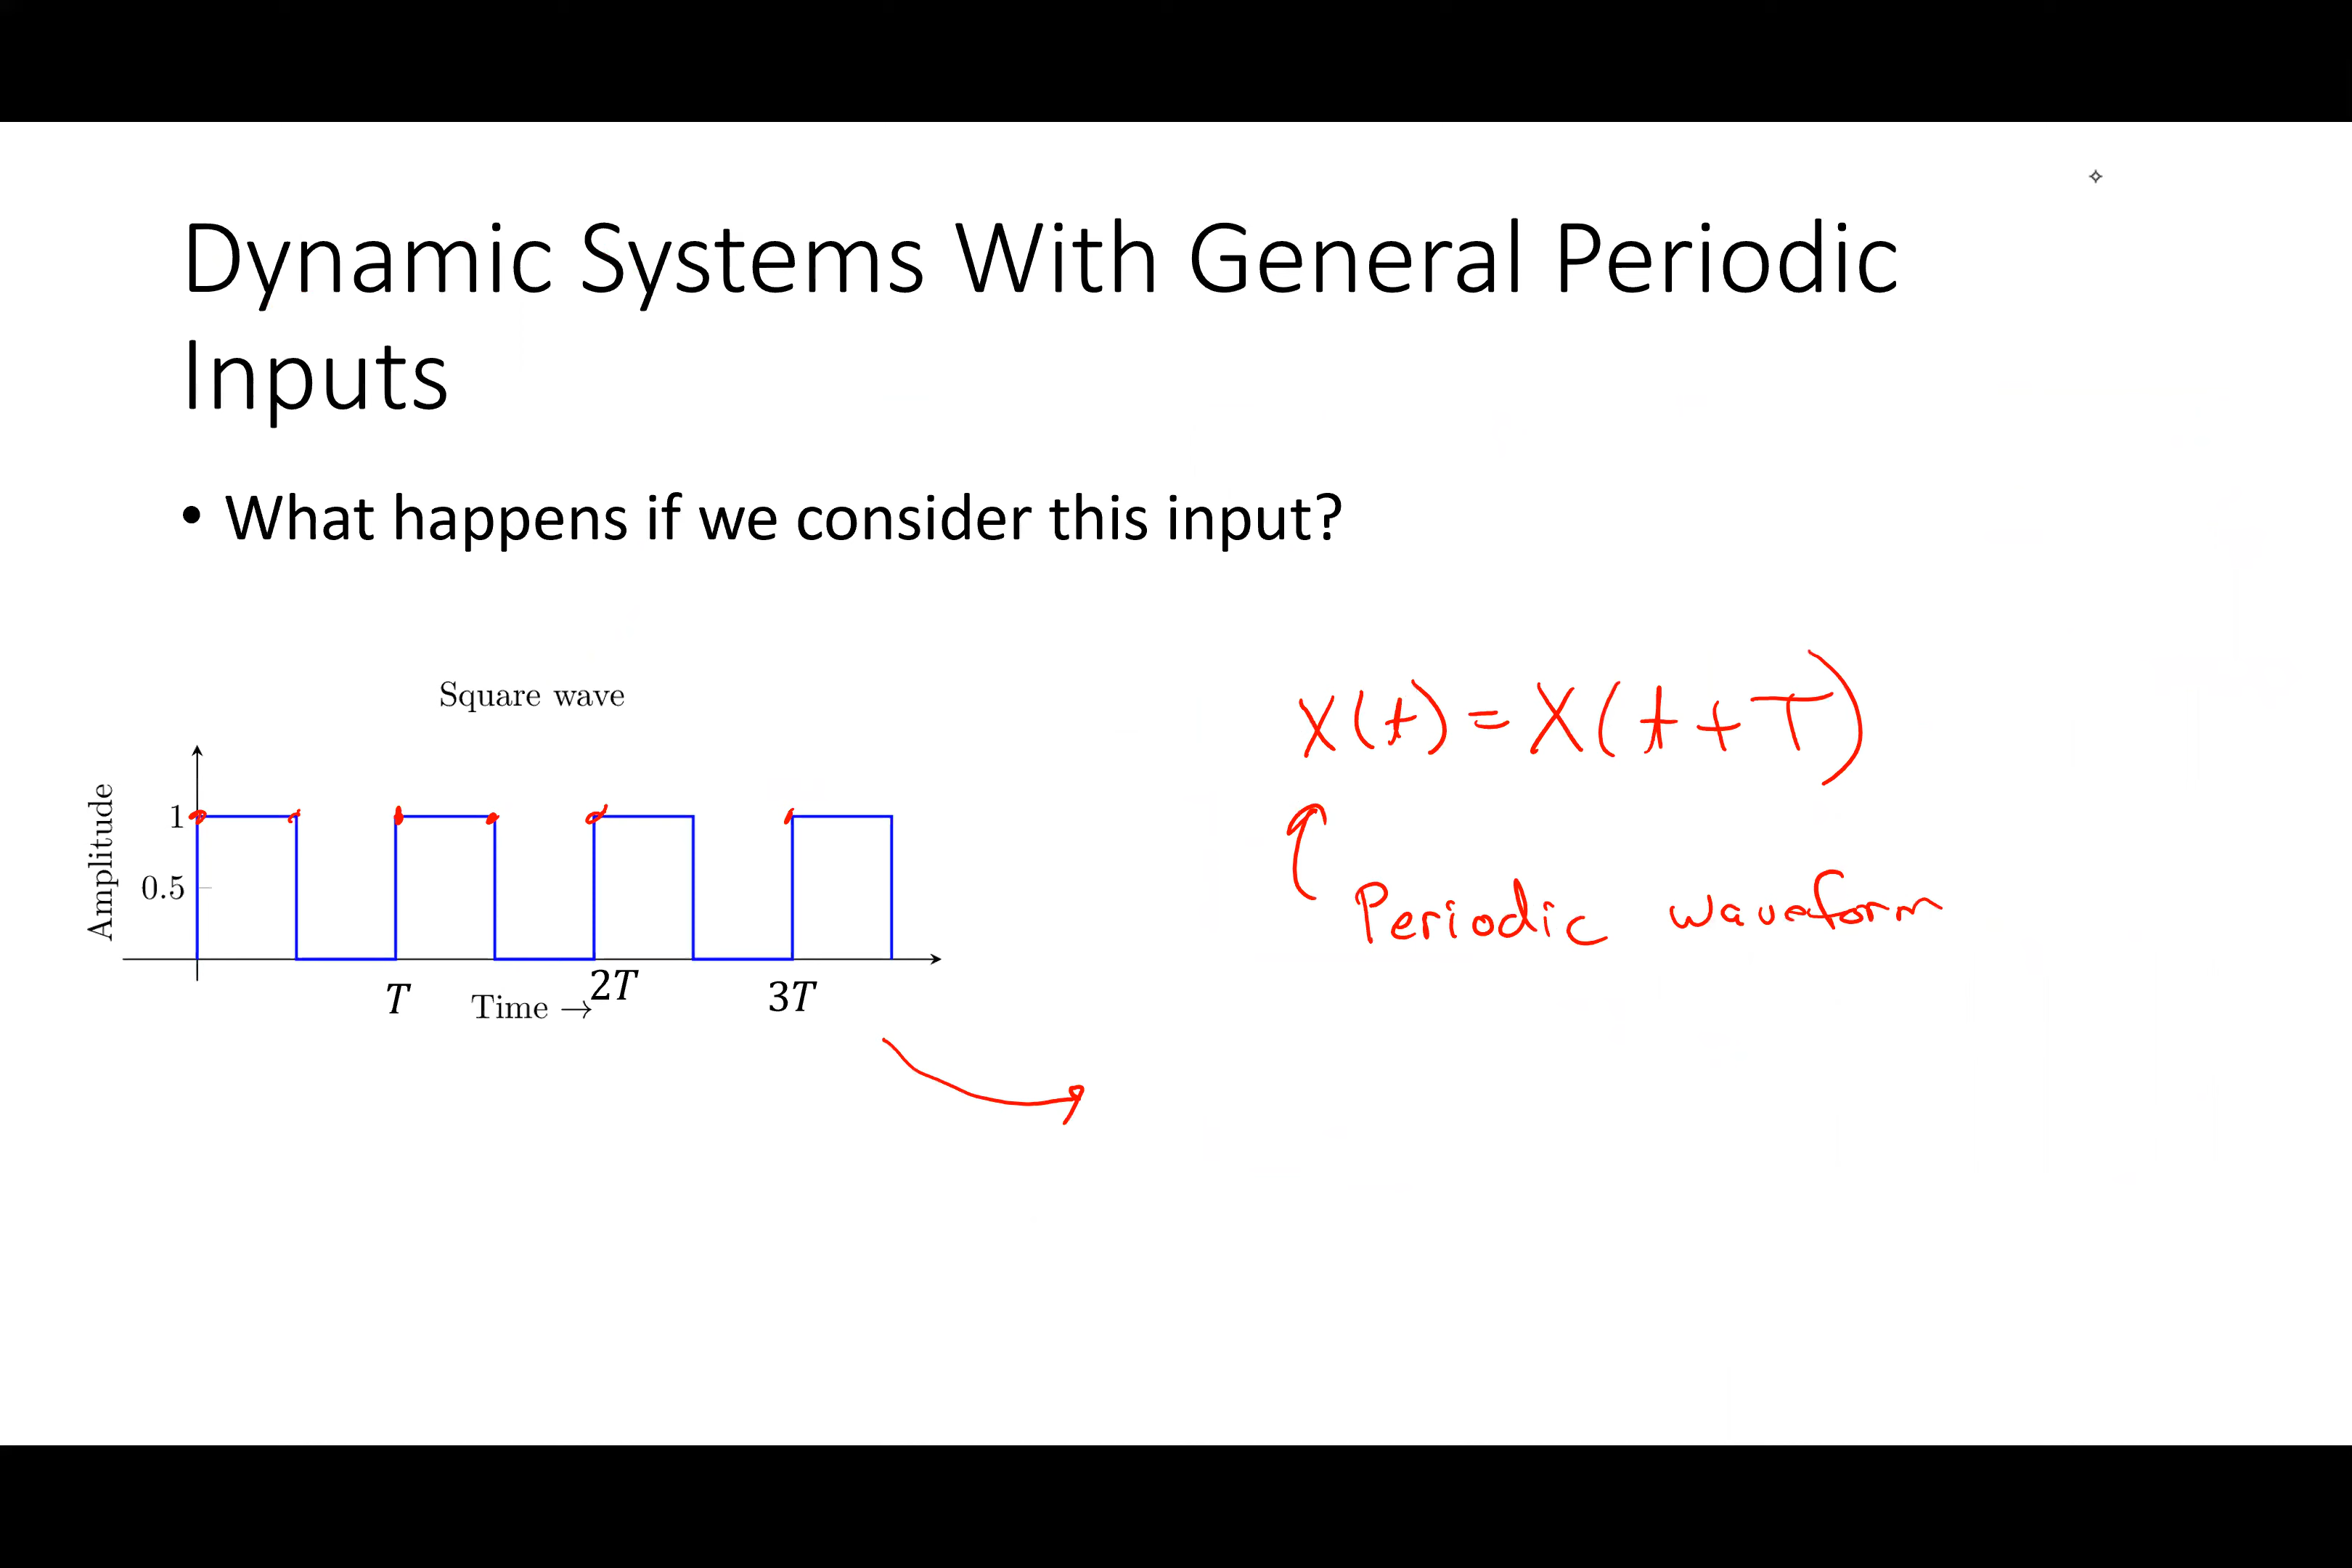 Dynamic Systems With General Periodic
Inputs
• What happens if we consider this input?
Square wave
Amplitude
1
0.5
T
2T
3T
Time →
X(t) = X(t+T)
Periodic waveform